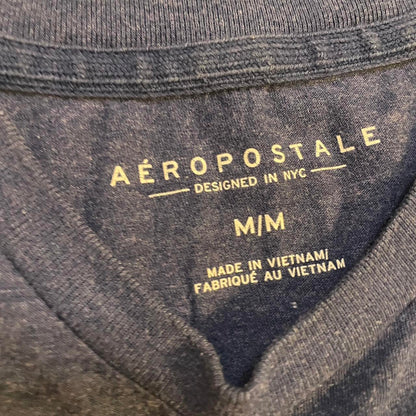 AÉROPOSTALE
DESIGNED IN NYC
M/M
MADE IN VIETNAM/
FABRIQUÉ AU VIETNAM